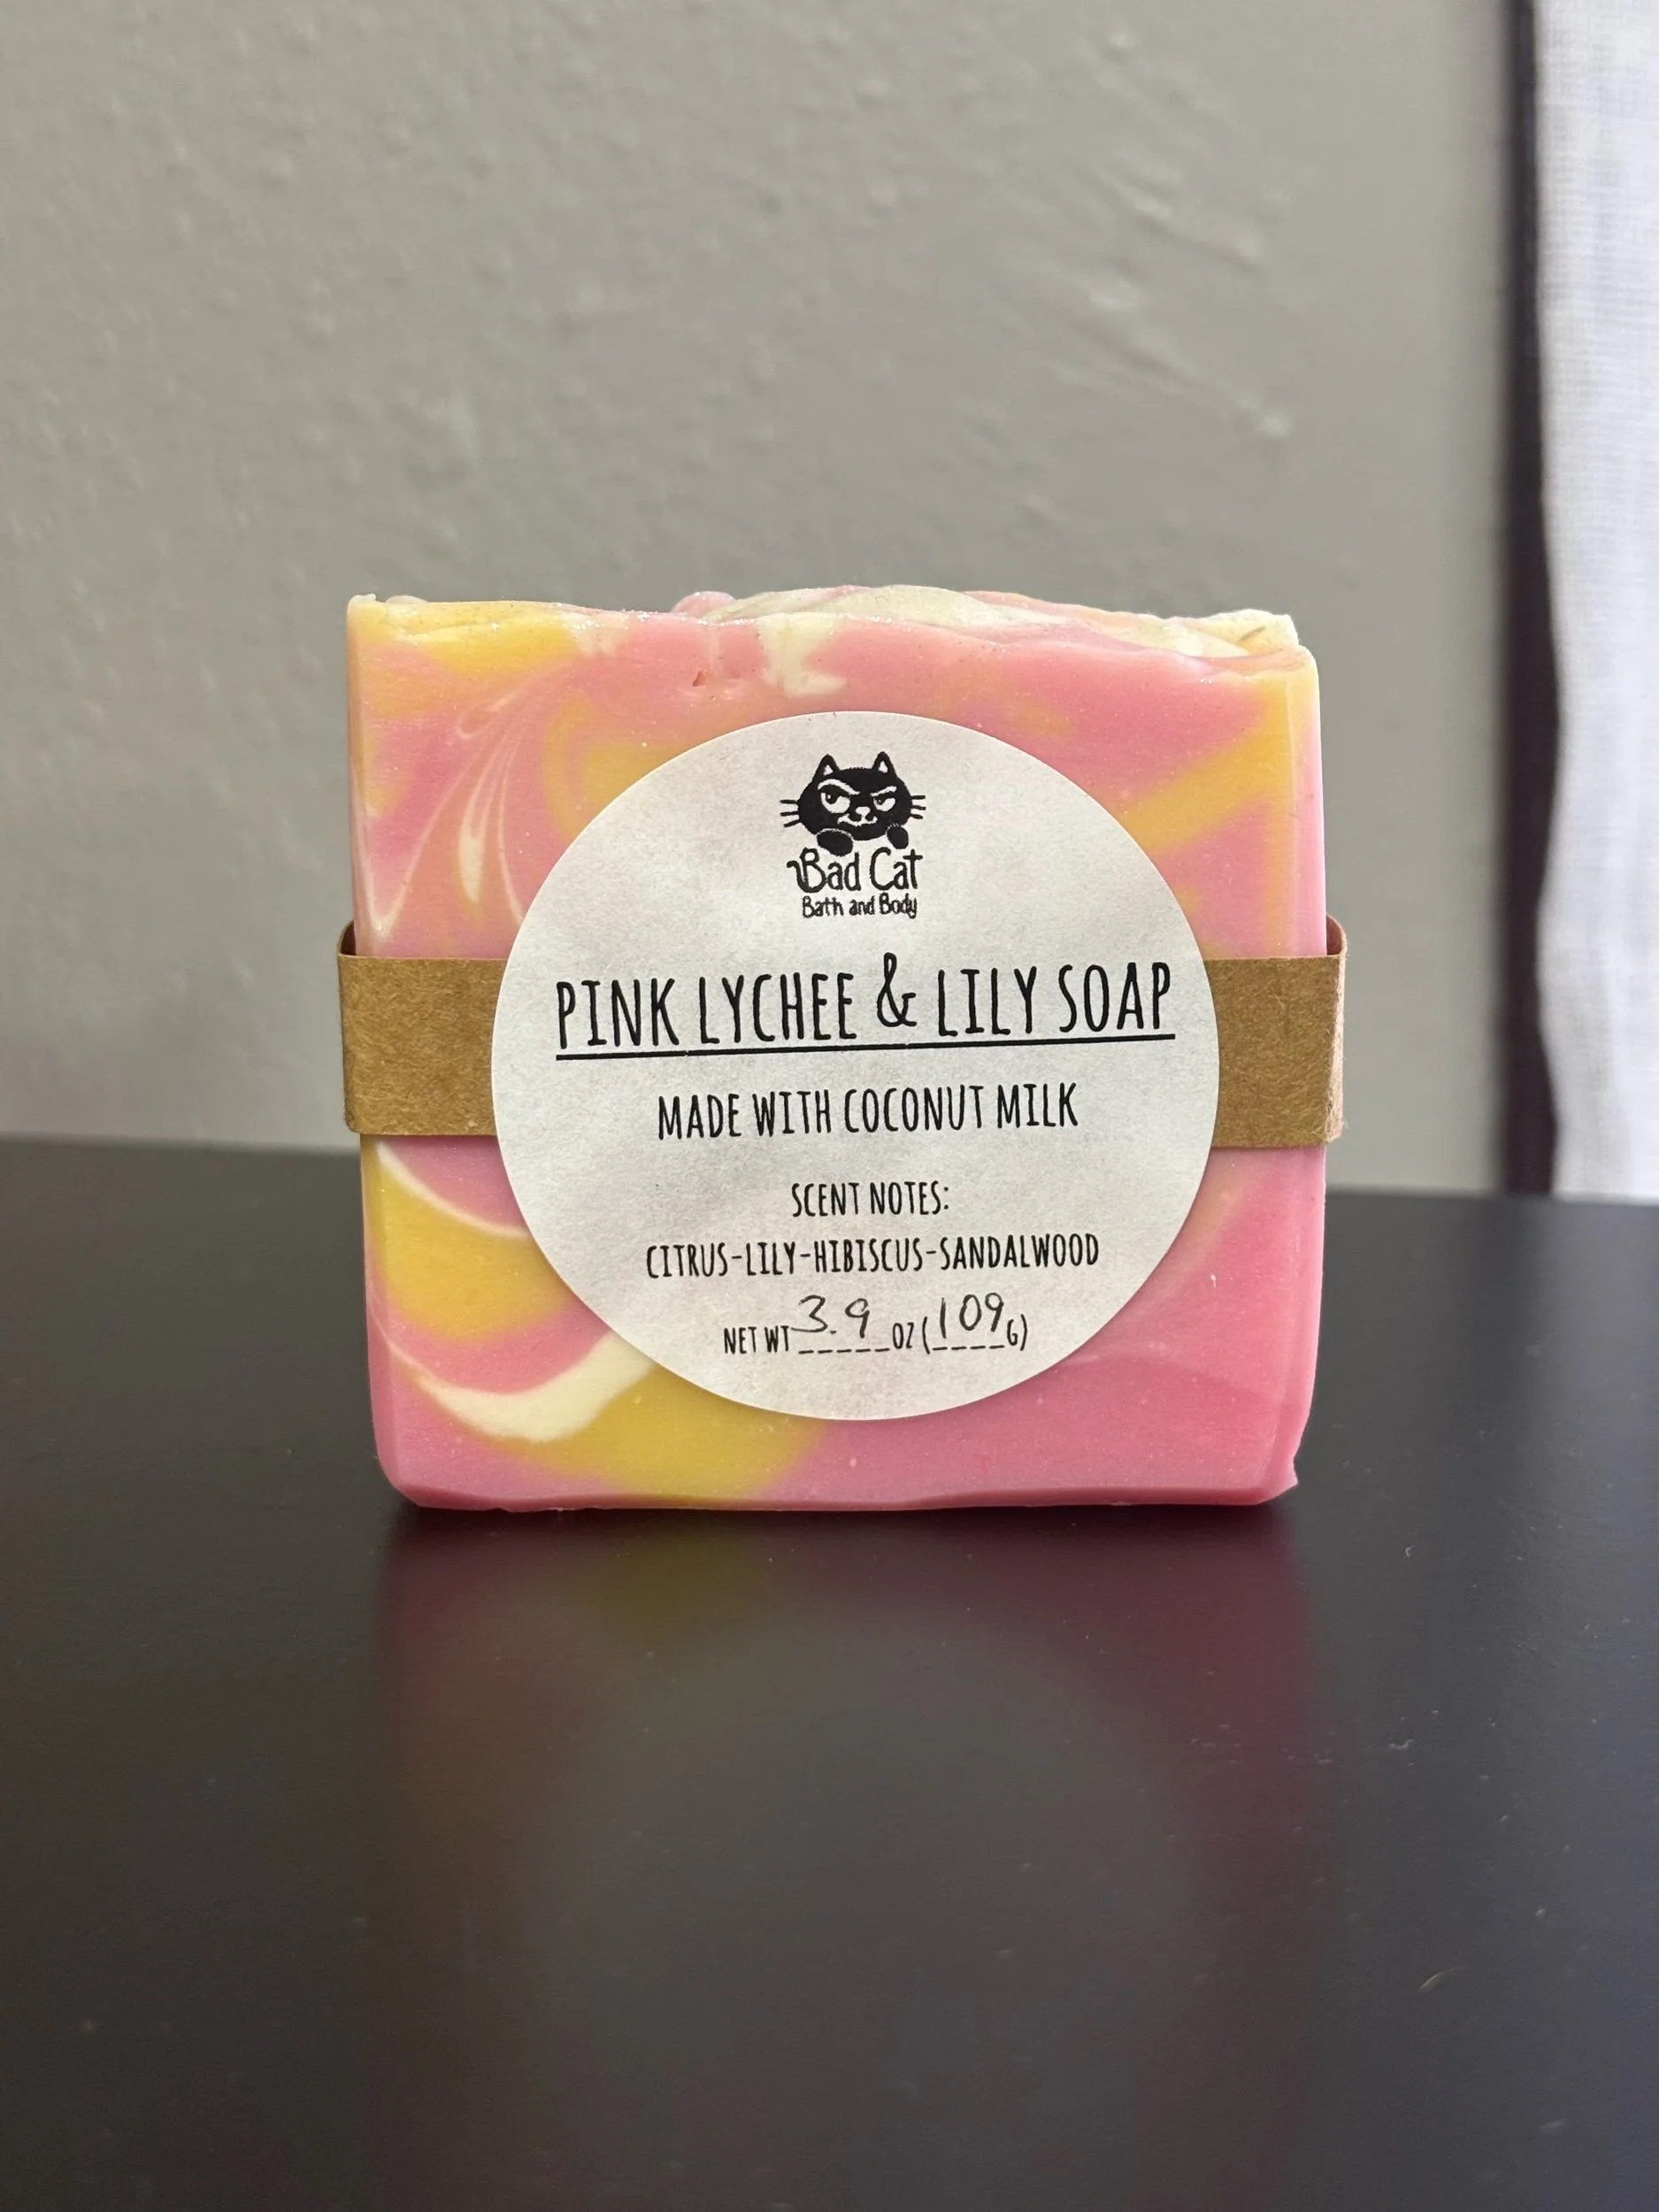 Bad Cat
Bath and Body
PINK LYCHEE & LILY SOAP
MADE WITH COCONUT MILK
SCENT NOTES:
CITRUS-LILY-HIBISCUS-SANDALWOOD
NET WT 3.9 OZ (109G)